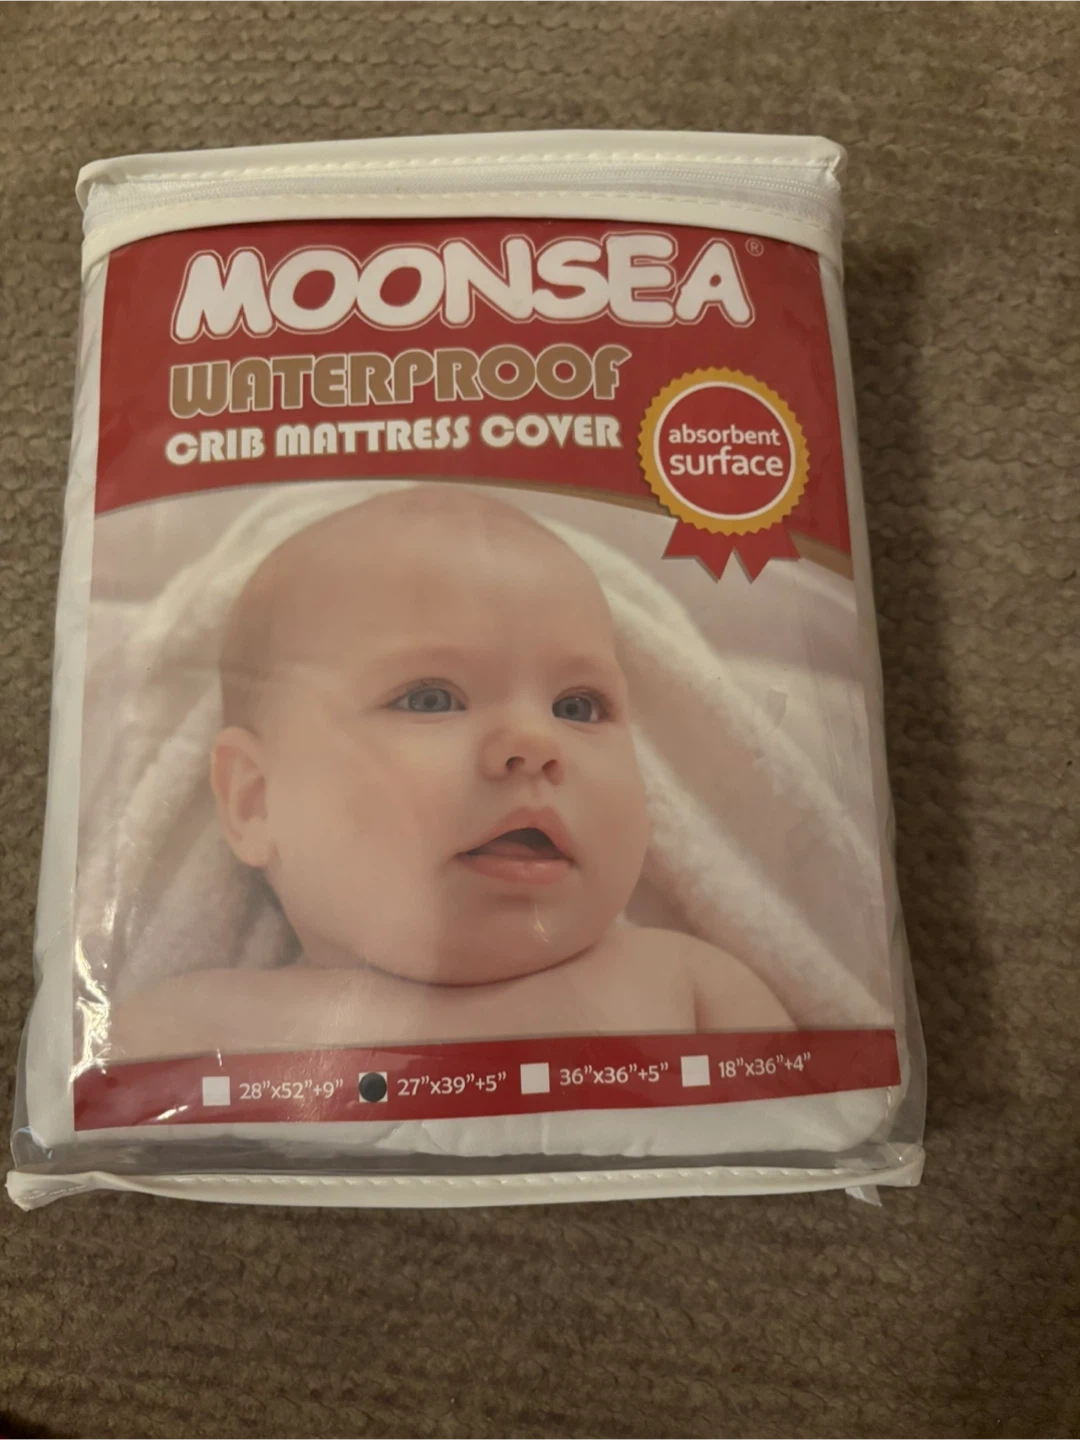 MOONSEA®
WATERPROOF
CRIB MATTRESS COVER
absorbent
surface
28”x52”+9” 27”x39”+5” 36”x36”+5” 18”x36”+4”